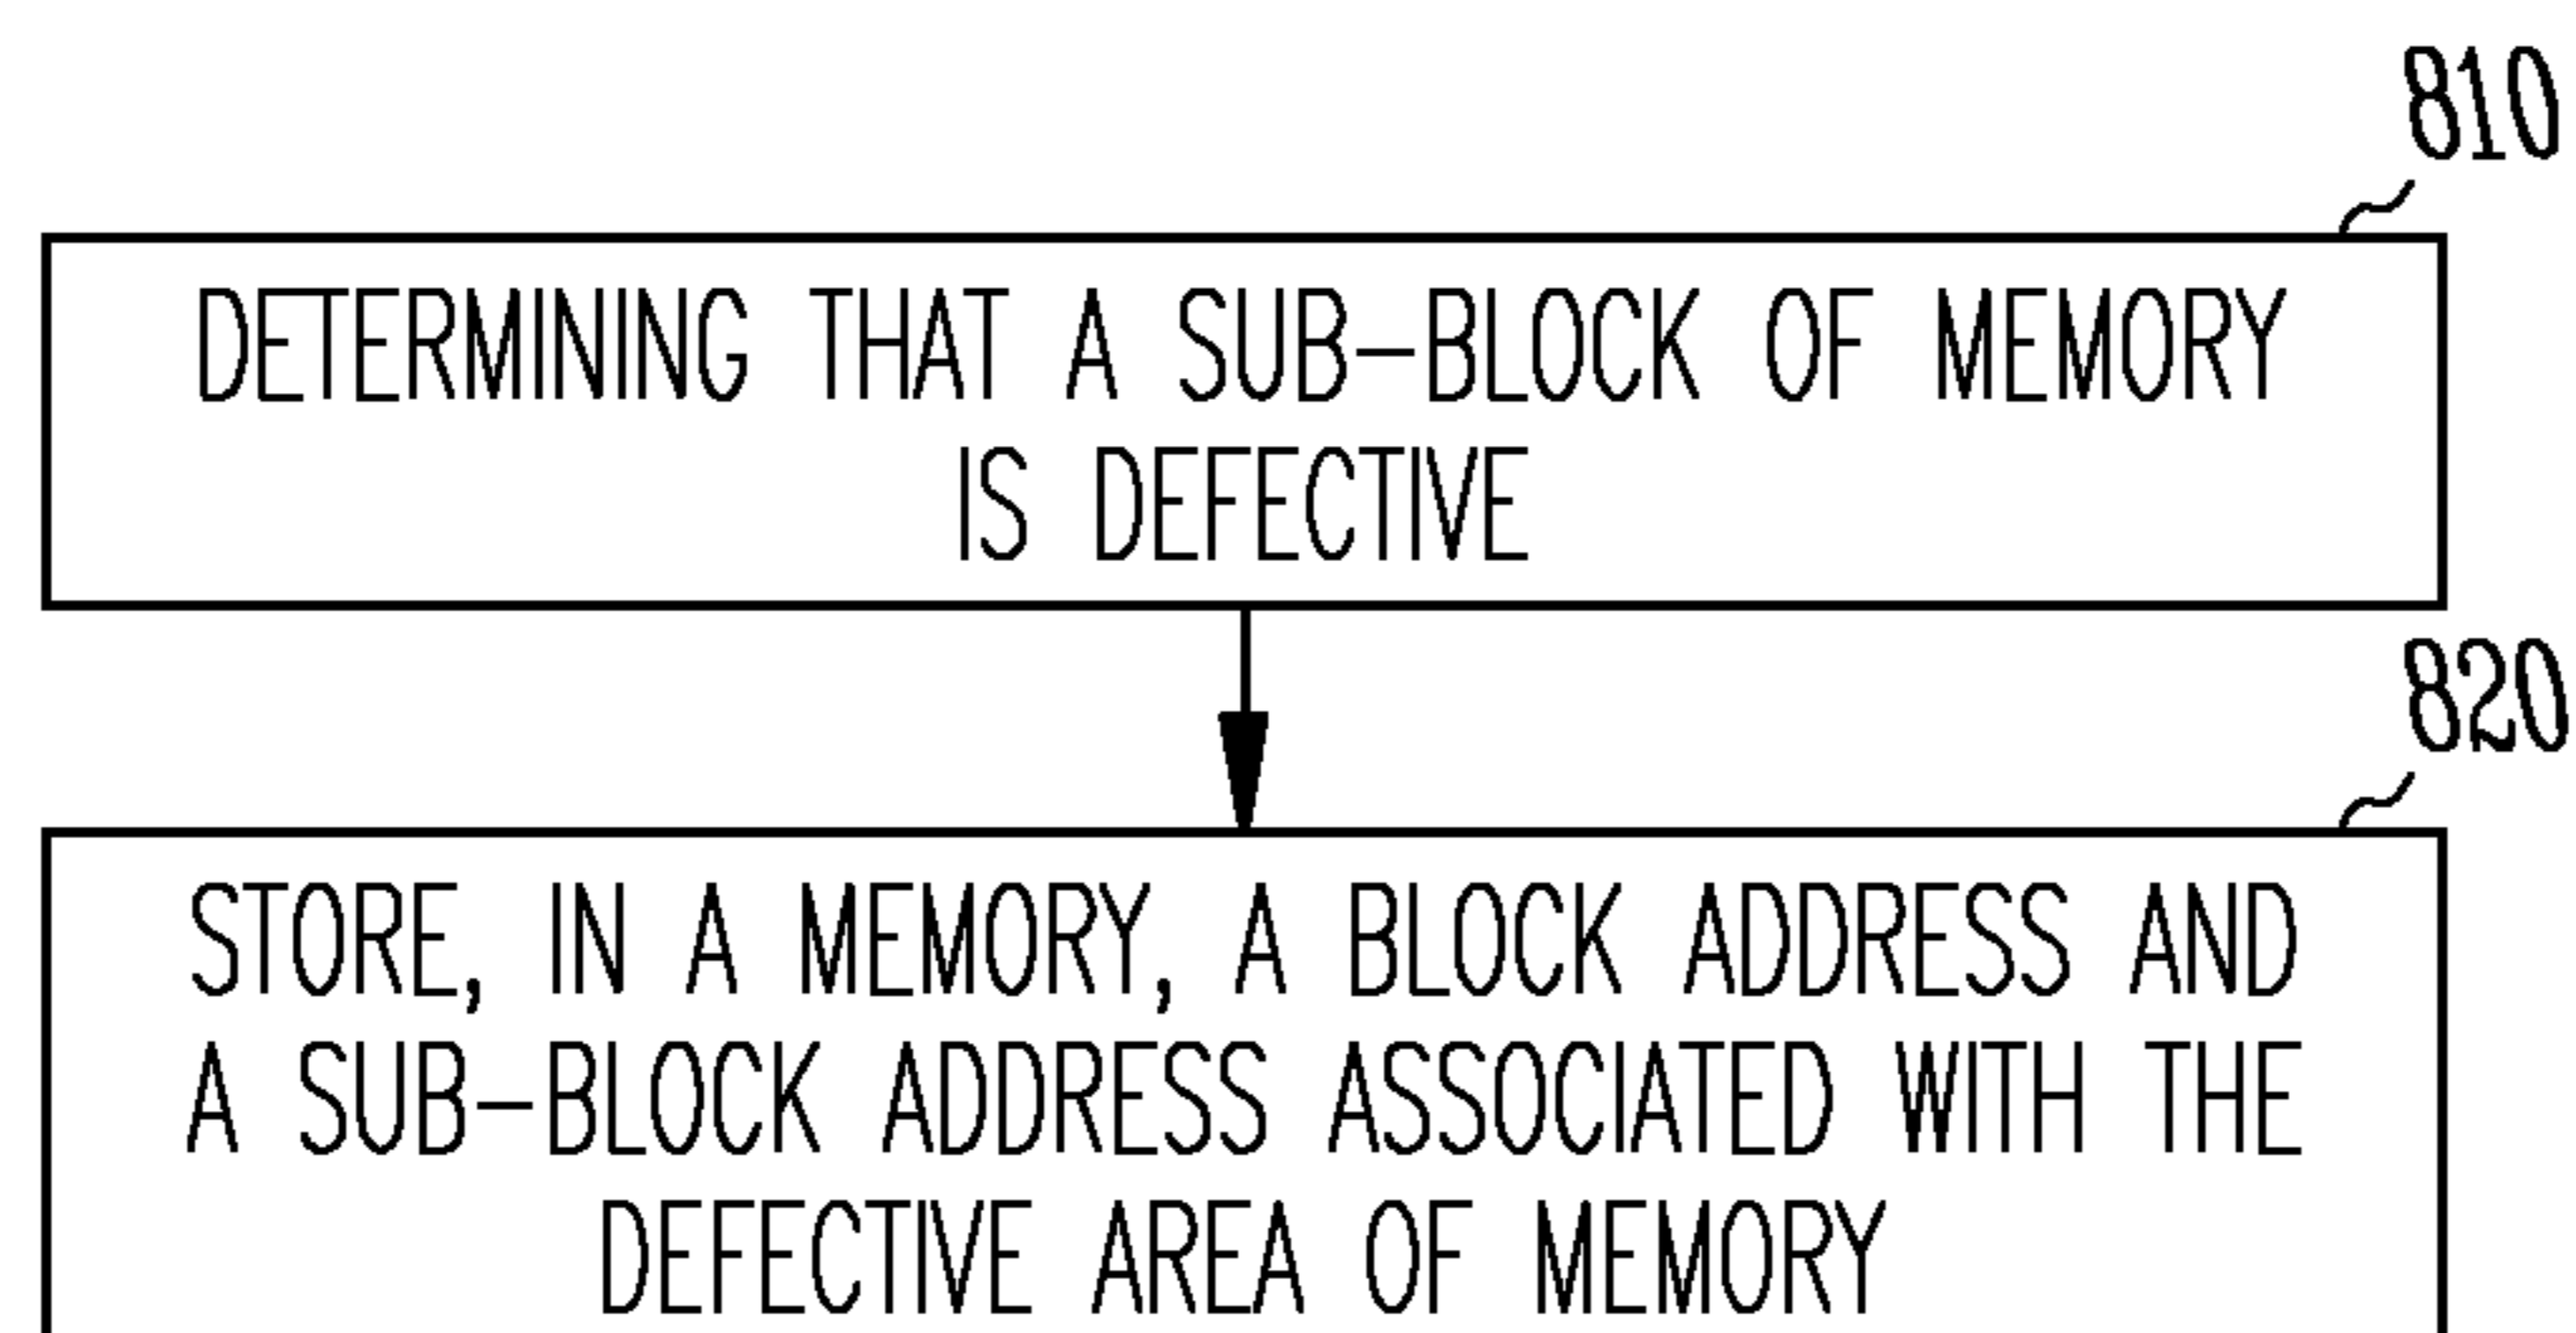 810
DETERMINING THAT A SUB-BLOCK OF MEMORY
IS DEFECTIVE
820
STORE, IN A MEMORY, A BLOCK ADDRESS AND
A SUB-BLOCK ADDRESS ASSOCIATED WITH THE
DEFECTIVE AREA OF MEMORY